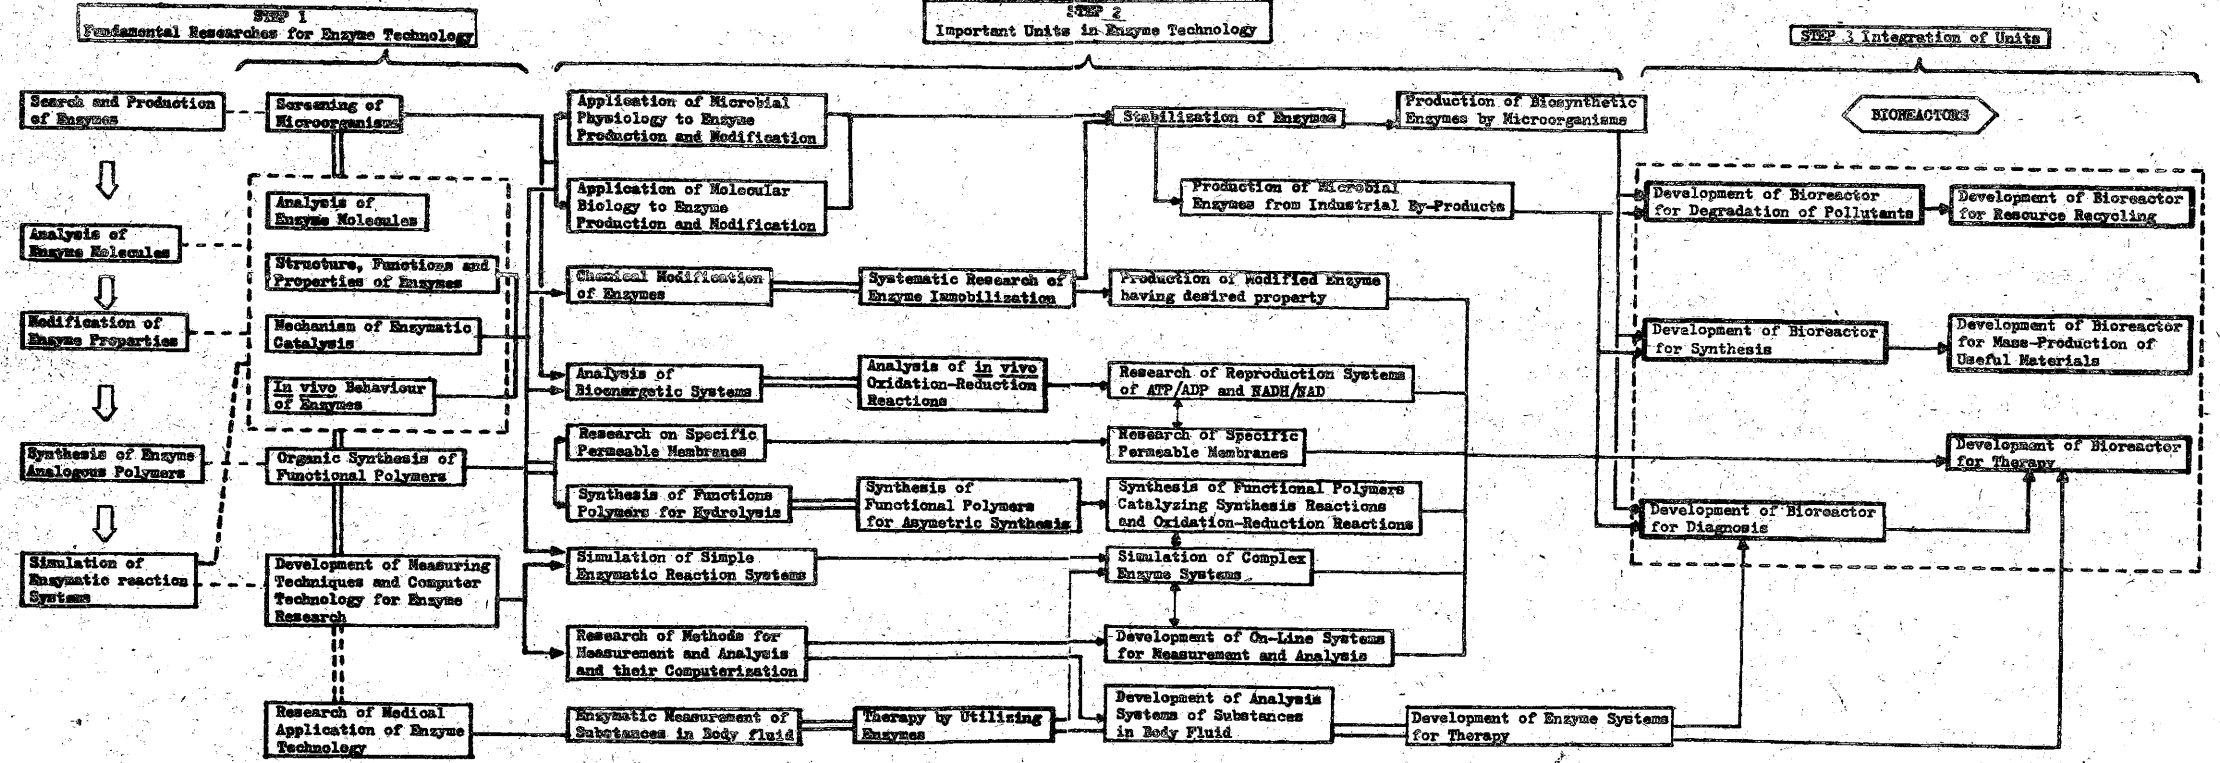 STEP 1
Fundamental Researches for Enzyme Technology
STEP 2
Important Units in Enzyme Technology
STEP 3 Integration of Units
Search and Production
of Enzymes
Analysis of
Enzyme Molecules
Modification of
Enzyme Properties
Synthesis of Enzyme
Analogous Polymers
Simulation of
Enzymatic reaction
Systems
Screening of
Microorganisms
Analysis of
Enzyme Molecules
Structure, Functions and
Properties of Enzymes
Mechanism of Enzymatic
Catalysis
In vivo Behaviour
of Enzymes
Organic Synthesis of
Functional Polymers
Development of Measuring
Techniques and Computer
Technology for Enzyme
Research
Research of Medical
Application of Enzyme
Technology
Application of Microbial
Physiology to Enzyme
Production and Modification
Application of Molecular
Biology to Enzyme
Production and Modification
Chemical Modification
of Enzymes
Analysis of
Bioenergetic Systems
Research on Specific
Permeable Membranes
Synthesis of Functions
Polymers for Hydrolysis
Simulation of Simple
Enzymatic Reaction Systems
Research of Methods for
Measurement and Analysis
and their Computerization
Enzymatic Measurement of
Substances in Body fluid
Systematic Research of
Enzyme Immobilization
Analysis of in vivo
Oxidation-Reduction
Reactions
Synthesis of
Functional Polymers
for Asymetric Synthesis
Therapy by Utilizing
Enzymes
Stabilization of Enzymes
Production of Biosynthetic
Enzymes by Microorganisms
Production of Microbial
Enzymes from Industrial By-Products
Production of Modified Enzyme
having desired property
Research of Reproduction Systems
of ATP/ADP and NADH/NAD
Research of Specific
Permeable Membranes
Synthesis of Functional Polymers
Catalyzing Synthesis Reactions
and Oxidation-Reduction Reactions
Simulation of Complex
Enzyme Systems
Development of On-Line Systems
for Measurement and Analysis
Development of Analysis
Systems of Substances
in Body Fluid
Development of Enzyme Systems
for Therapy
BIOREACTORS
Development of Bioreactor
for Degradation of Pollutants
Development of Bioreactor
for Resource Recycling
Development of Bioreactor
for Synthesis
Development of Bioreactor
for Mass-Production of
Useful Materials
Development of Bioreactor
for Therapy
Development of Bioreactor
for Diagnosis